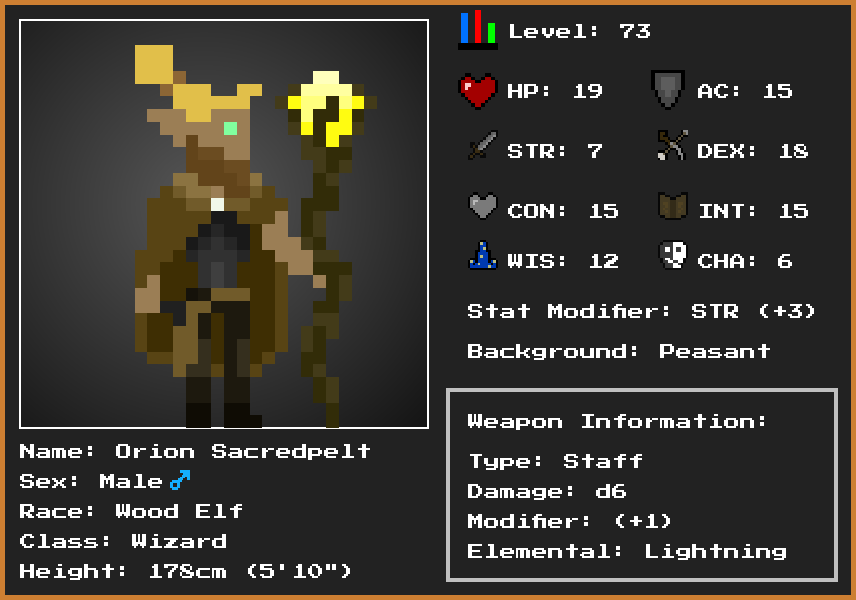 Level: 73
HP: 19
AC: 15
STR: 7
DEX: 18
CON: 15
INT: 15
WIS: 12
CHA: 6
Stat Modifier: STR (+3)
Background: Peasant
Name: Orion Sacredpelt
Sex: Male ♂
Race: Wood Elf
Class: Wizard
Height: 178cm (5'10")
Weapon Information:
Type: Staff
Damage: d6
Modifier: (+1)
Elemental: Lightning